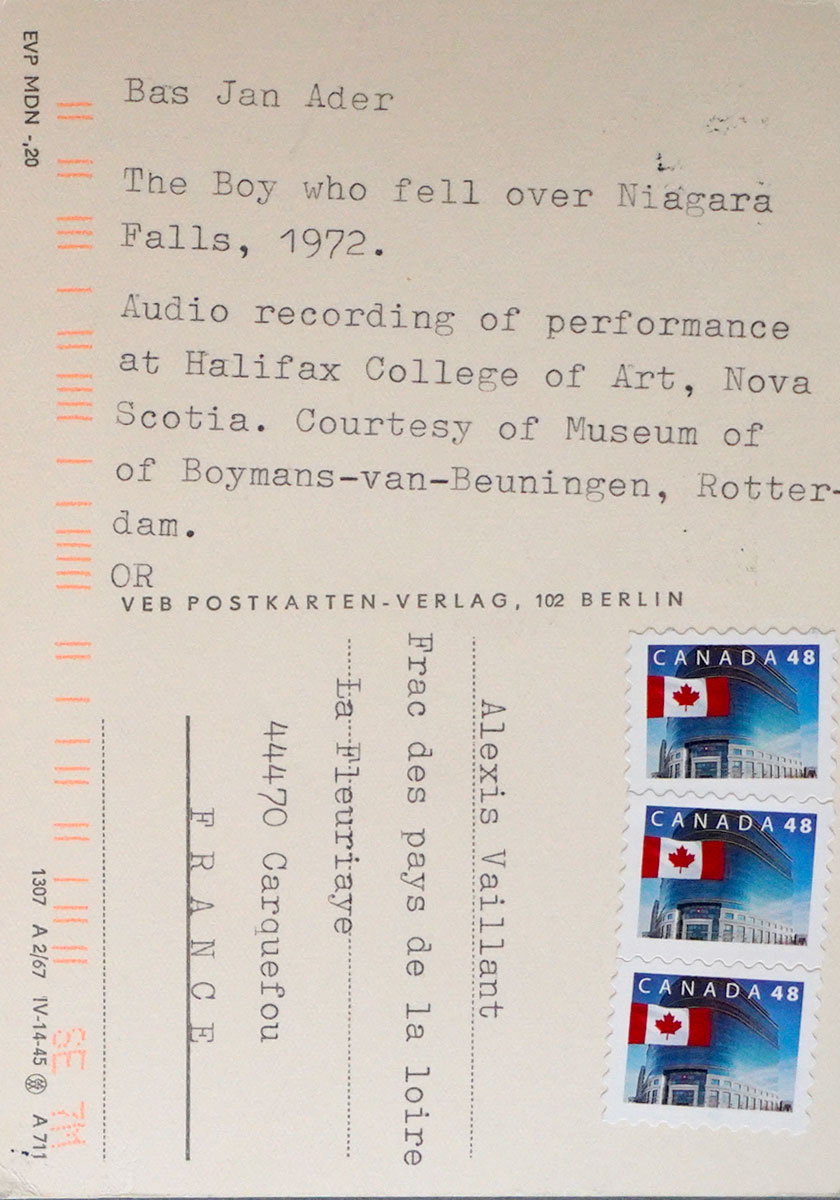 EVP MDN -,20
Bas Jan Ader
The Boy who fell over Niagara
Falls, 1972.
Audio recording of performance
at Halifax College of Art, Nova
Scotia. Courtesy of Museum of
of Boymans-van-Beuningen, Rotter-
dam.
OR
VEB POSTKARTEN-VERLAG, 102 BERLIN
Alexis Vaillant
Frac des pays de la loire
La Fleuriaye
44470 Carquefou
FRANCE
CANADA 48
CANADA 48
CANADA 48
1307 A 2/67 IV-14-45 A 711
SE 7M